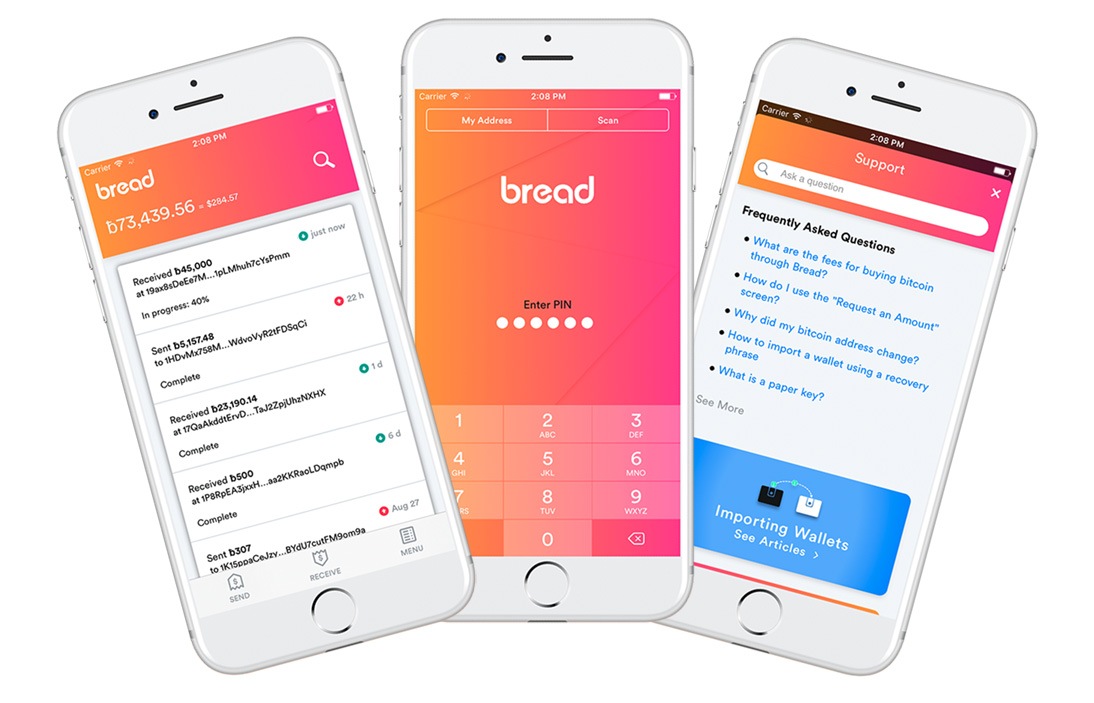 Carrier
2:08 PM
bread
ƀ73,439.56 = $284.57
just now
Received ƀ45,000
at 19ax8sDeEe7M...1pLMhuh7cYsPmm
In progress: 40%
22 h
Sent ƀ5,157.48
to 1HDvMx758M...WdvoVyR2tFDSqCi
Complete
1 d
Received ƀ23,190.14
at 17QaAkddtErvD...TaJ2ZpjUhzNXHX
Complete
6 d
Received ƀ500
at 1P8RpEA3jxxH...aa2KKRaoLDqmpb
Complete
Aug 27
Sent ƀ307
to 1K15ppaCeJzy...BYdU7cutFM9om9a
SEND
RECEIVE
MENU
Carrier
2:08 PM
My Address
Scan
bread
Enter PIN
1
2
3
ABC
DEF
4
5
6
GHI
JKL
MNO
7
8
9
RS
TUV
WXYZ
0
Carrier
2:08 PM
Support
Ask a question
Frequently Asked Questions
• What are the fees for buying bitcoin
through Bread?
• How do I use the "Request an Amount"
screen?
• Why did my bitcoin address change?
• How to import a wallet using a recovery
phrase
• What is a paper key?
See More
Importing Wallets
See Articles >